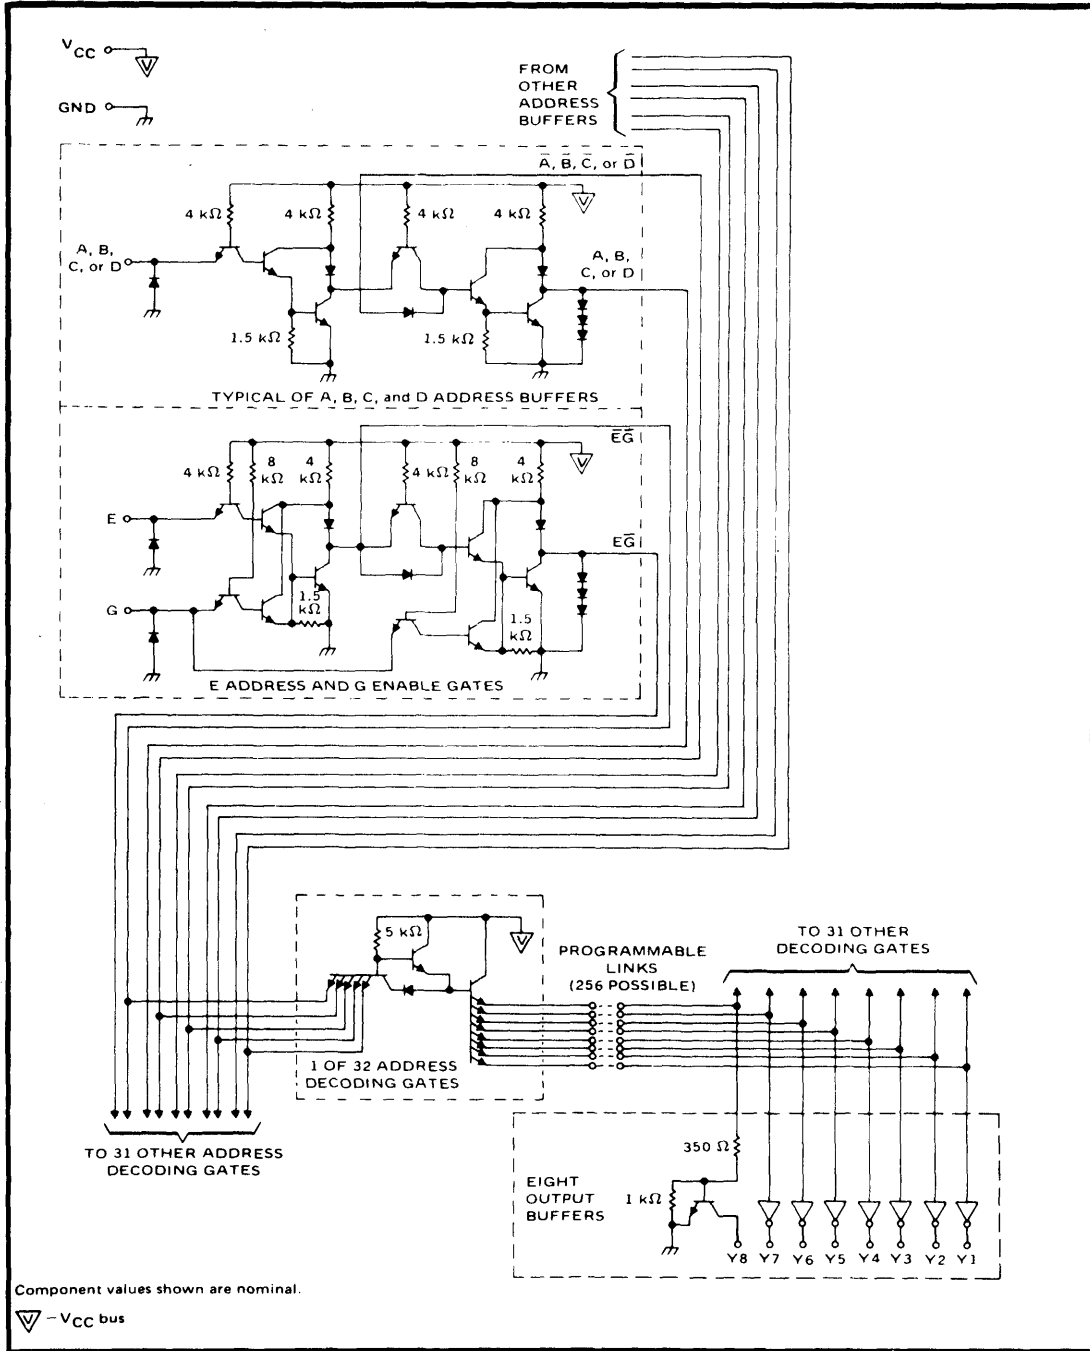 VCC
V
GND
FROM
OTHER
ADDRESS
BUFFERS
A̅, B̅, C̅, or D̅
V
4 kΩ
4 kΩ
4 kΩ
4 kΩ
A, B,
C, or D
A, B,
C, or D
1.5 kΩ
1.5 kΩ
TYPICAL OF A, B, C, and D ADDRESS BUFFERS
E̅G̅
V
4 kΩ
8
kΩ
4
kΩ
4 kΩ
8
kΩ
4
kΩ
E
EG̅
G
1.5
kΩ
1.5
kΩ
E ADDRESS AND G ENABLE GATES
5 kΩ
V
PROGRAMMABLE
LINKS
(256 POSSIBLE)
TO 31 OTHER
DECODING GATES
1 OF 32 ADDRESS
DECODING GATES
TO 31 OTHER ADDRESS
DECODING GATES
350 Ω
EIGHT
OUTPUT
BUFFERS
1 kΩ
Y8 Y7 Y6 Y5 Y4 Y3 Y2 Y1
Component values shown are nominal.
V – VCC bus